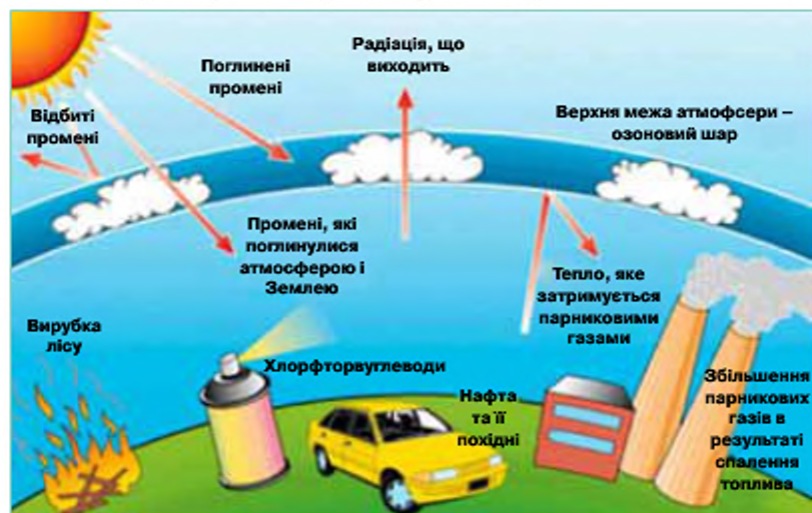 Радіація, що
виходить
Поглинені
промені
Відбиті
промені
Верхня межа атмофсери –
озоновий шар
Промені, які
поглинулися
атмосферою і
Землею
Тепло, яке
затримується
парниковими
газами
Вирубка
лісу
Хлорфторвуглеводи
Нафта
та її
похідні
Збільшення
парникових
газів в
результаті
спалення
топлива